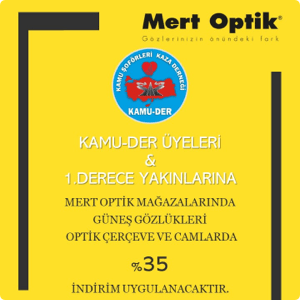 Mert Optik®
Gözlerinizin önündeki fark
KAMU ŞOFÖRLERİ KAZA DERNEĞİ
KAMU-DER
KAMU-DER ÜYELERİ
&
1.DERECE YAKINLARINA
MERT OPTİK MAĞAZALARINDA
GÜNEŞ GÖZLÜKLERİ
OPTİK ÇERÇEVE VE CAMLARDA
%35
İNDİRİM UYGULANACAKTIR.